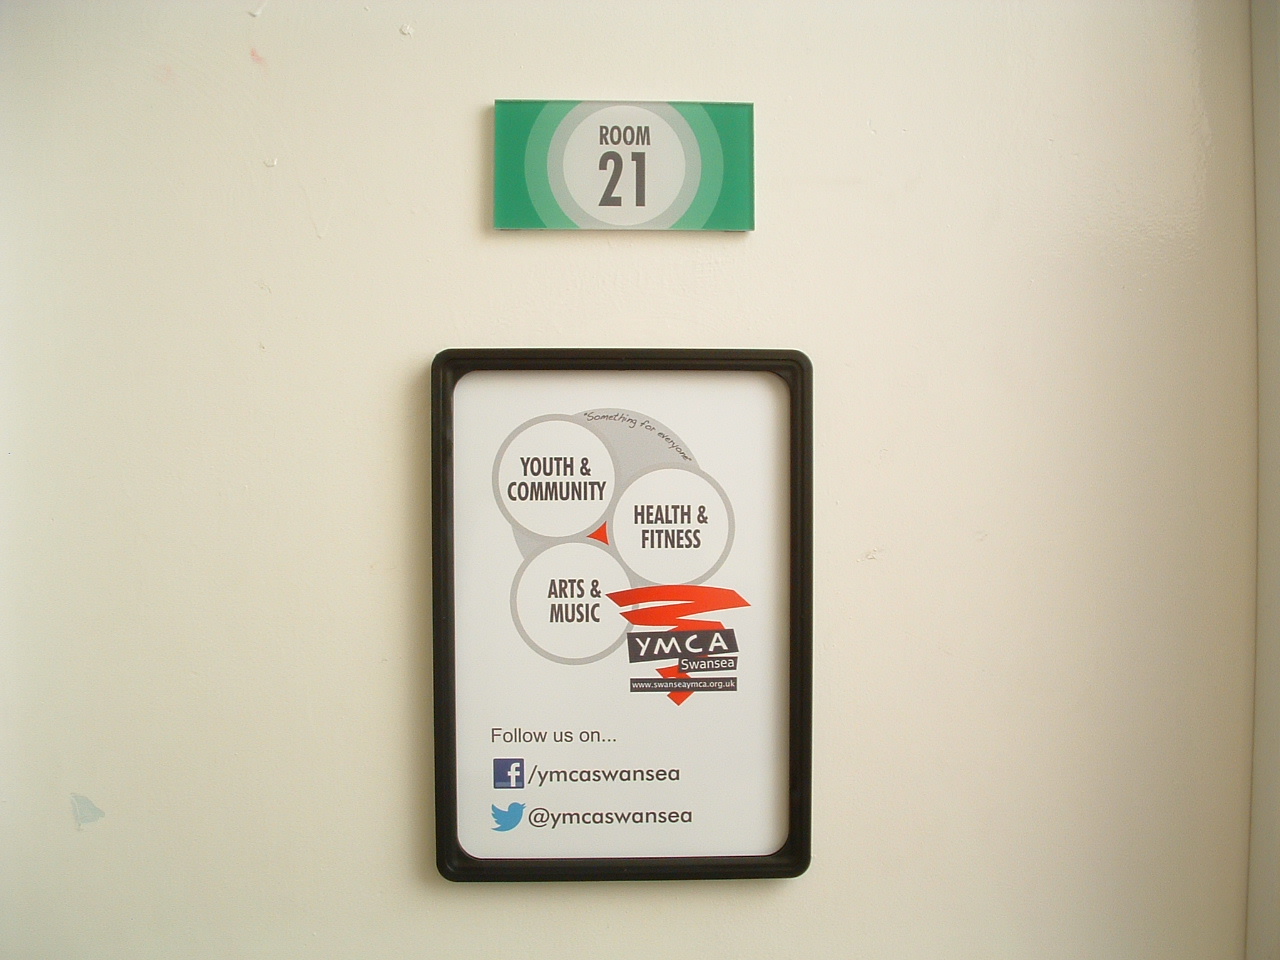 ROOM
21
"Something for everyone"
YOUTH &
COMMUNITY
HEALTH &
FITNESS
ARTS &
MUSIC
YMCA
Swansea
www.swanseaymca.org.uk
Follow us on...
f/ymcaswansea
@ymcaswansea